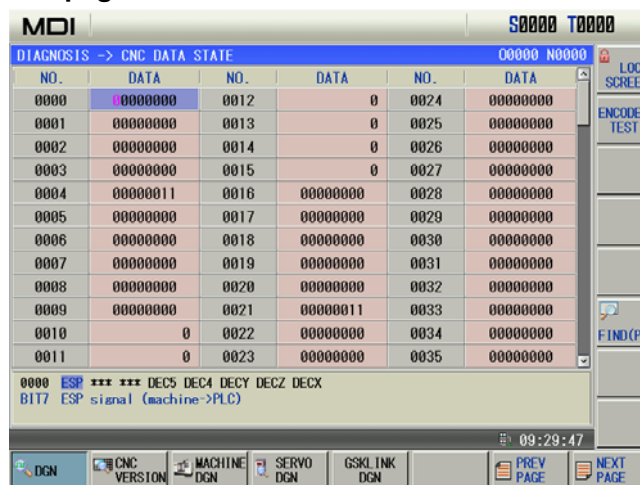 MDI S0000 T0000
DIAGNOSIS -> CNC DATA STATE O0000 N0000
NO. DATA NO. DATA NO. DATA
0000 00000000 0012 0 0024 00000000
0001 00000000 0013 0 0025 00000000
0002 00000000 0014 0 0026 00000000
0003 00000000 0015 0 0027 00000000
0004 00000011 0016 00000000 0028 00000000
0005 00000000 0017 00000000 0029 00000000
0006 00000000 0018 00000000 0030 00000000
0007 00000000 0019 00000000 0031 00000000
0008 00000000 0020 00000000 0032 00000000
0009 00000000 0021 00000011 0033 00000000
0010 0 0022 00000000 0034 00000000
0011 0 0023 00000000 0035 00000000
0000 ESP *** *** DEC5 DEC4 DECY DECZ DECX
BIT7 ESP signal (machine->PLC)
09:29:47
LOC
SCREE
ENCODE
TEST
FIND(P
DGN
CNC
VERSION
MACHINE
DGN
SERVO
DGN
GSKLINK
DGN
PREV
PAGE
NEXT
PAGE